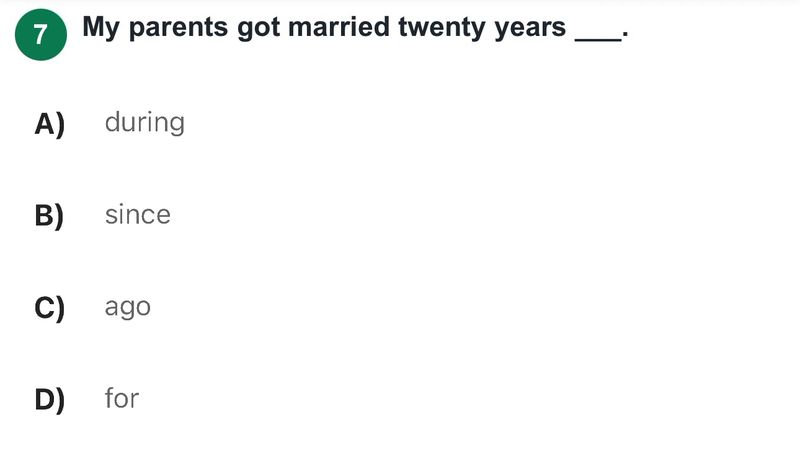 7 My parents got married twenty years ___.
A) during
B) since
C) ago
D) for